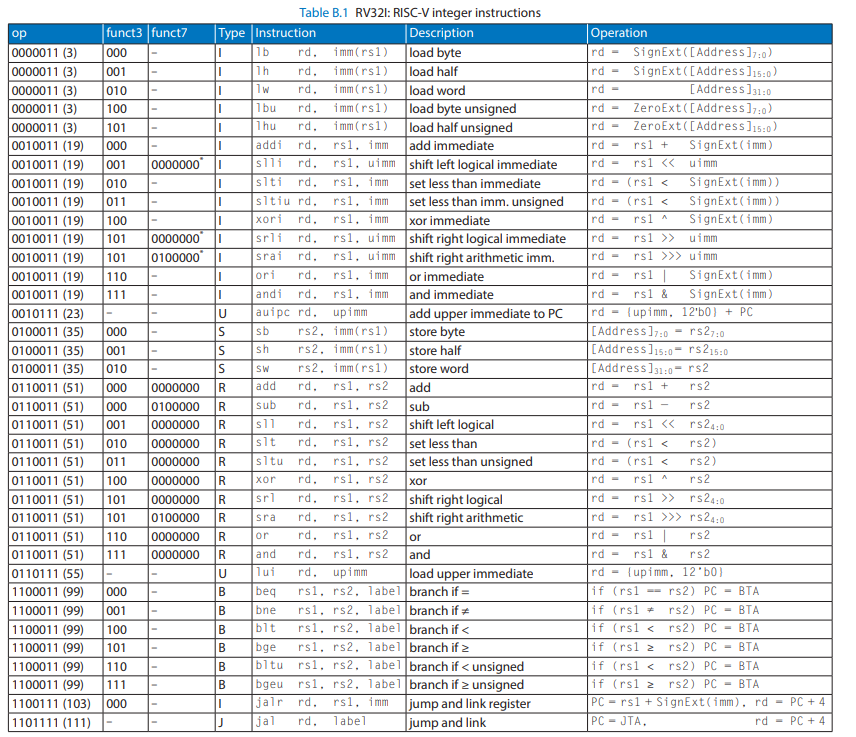 Table B.1 RV32I: RISC-V integer instructions
op funct3 funct7 Type Instruction Description Operation
0000011 (3) 000 – I lb rd, imm(rs1) load byte rd = SignExt([Address]7:0)
0000011 (3) 001 – I lh rd, imm(rs1) load half rd = SignExt([Address]15:0)
0000011 (3) 010 – I lw rd, imm(rs1) load word rd = [Address]31:0
0000011 (3) 100 – I lbu rd, imm(rs1) load byte unsigned rd = ZeroExt([Address]7:0)
0000011 (3) 101 – I lhu rd, imm(rs1) load half unsigned rd = ZeroExt([Address]15:0)
0010011 (19) 000 – I addi rd, rs1, imm add immediate rd = rs1 + SignExt(imm)
0010011 (19) 001 0000000* I slli rd, rs1, uimm shift left logical immediate rd = rs1 << uimm
0010011 (19) 010 – I slti rd, rs1, imm set less than immediate rd = (rs1 < SignExt(imm))
0010011 (19) 011 – I sltiu rd, rs1, imm set less than imm. unsigned rd = (rs1 < SignExt(imm))
0010011 (19) 100 – I xori rd, rs1, imm xor immediate rd = rs1 ^ SignExt(imm)
0010011 (19) 101 0000000* I srli rd, rs1, uimm shift right logical immediate rd = rs1 >> uimm
0010011 (19) 101 0100000* I srai rd, rs1, uimm shift right arithmetic imm. rd = rs1 >>> uimm
0010011 (19) 110 – I ori rd, rs1, imm or immediate rd = rs1 | SignExt(imm)
0010011 (19) 111 – I andi rd, rs1, imm and immediate rd = rs1 & SignExt(imm)
0010111 (23) – – U auipc rd, upimm add upper immediate to PC rd = {upimm, 12'b0} + PC
0100011 (35) 000 – S sb rs2, imm(rs1) store byte [Address]7:0 = rs27:0
0100011 (35) 001 – S sh rs2, imm(rs1) store half [Address]15:0 = rs215:0
0100011 (35) 010 – S sw rs2, imm(rs1) store word [Address]31:0 = rs2
0110011 (51) 000 0000000 R add rd, rs1, rs2 add rd = rs1 + rs2
0110011 (51) 000 0100000 R sub rd, rs1, rs2 sub rd = rs1 − rs2
0110011 (51) 001 0000000 R sll rd, rs1, rs2 shift left logical rd = rs1 << rs24:0
0110011 (51) 010 0000000 R slt rd, rs1, rs2 set less than rd = (rs1 < rs2)
0110011 (51) 011 0000000 R sltu rd, rs1, rs2 set less than unsigned rd = (rs1 < rs2)
0110011 (51) 100 0000000 R xor rd, rs1, rs2 xor rd = rs1 ^ rs2
0110011 (51) 101 0000000 R srl rd, rs1, rs2 shift right logical rd = rs1 >> rs24:0
0110011 (51) 101 0100000 R sra rd, rs1, rs2 shift right arithmetic rd = rs1 >>> rs24:0
0110011 (51) 110 0000000 R or rd, rs1, rs2 or rd = rs1 | rs2
0110011 (51) 111 0000000 R and rd, rs1, rs2 and rd = rs1 & rs2
0110111 (55) – – U lui rd, upimm load upper immediate rd = {upimm, 12'b0}
1100011 (99) 000 – B beq rs1, rs2, label branch if = if (rs1 == rs2) PC = BTA
1100011 (99) 001 – B bne rs1, rs2, label branch if ≠ if (rs1 ≠ rs2) PC = BTA
1100011 (99) 100 – B blt rs1, rs2, label branch if < if (rs1 < rs2) PC = BTA
1100011 (99) 101 – B bge rs1, rs2, label branch if ≥ if (rs1 ≥ rs2) PC = BTA
1100011 (99) 110 – B bltu rs1, rs2, label branch if < unsigned if (rs1 < rs2) PC = BTA
1100011 (99) 111 – B bgeu rs1, rs2, label branch if ≥ unsigned if (rs1 ≥ rs2) PC = BTA
1100111 (103) 000 – I jalr rd, rs1, imm jump and link register PC = rs1 + SignExt(imm), rd = PC + 4
1101111 (111) – – J jal rd, label jump and link PC = JTA, rd = PC + 4